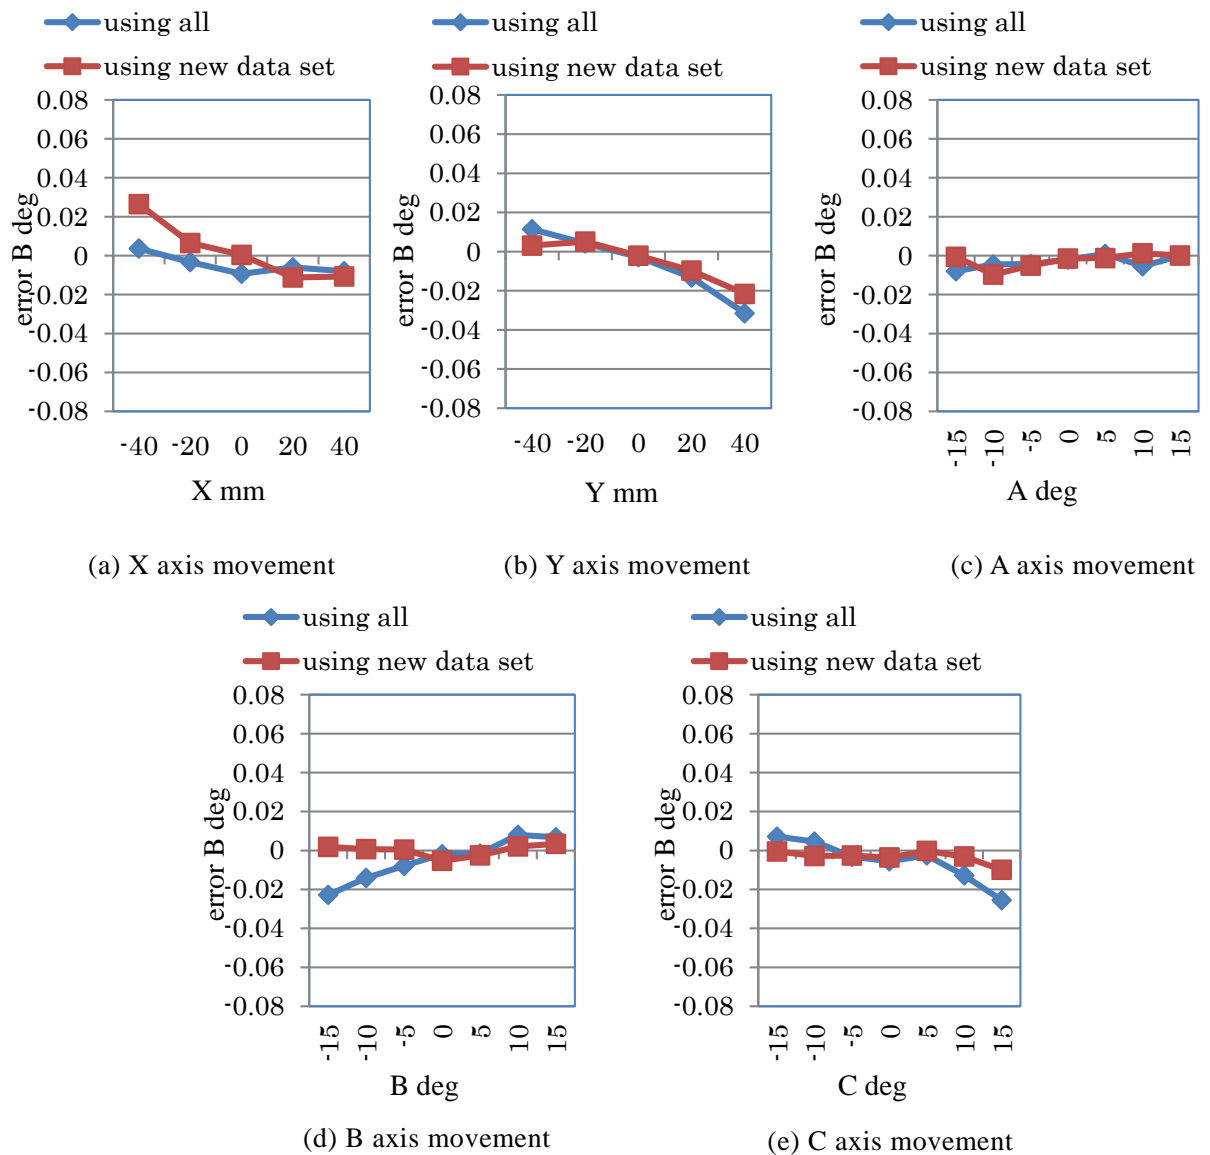 using all
using new data set
0.08
0.06
0.04
0.02
0
-0.02
-0.04
-0.06
-0.08
error B deg
-40 -20 0 20 40
X mm
(a) X axis movement
using all
using new data set
0.08
0.06
0.04
0.02
0
-0.02
-0.04
-0.06
-0.08
error B deg
-40 -20 0 20 40
Y mm
(b) Y axis movement
using all
using new data set
0.08
0.06
0.04
0.02
0
-0.02
-0.04
-0.06
-0.08
error B deg
-15 -10 -5 0 5 10 15
A deg
(c) A axis movement
using all
using new data set
0.08
0.06
0.04
0.02
0
-0.02
-0.04
-0.06
-0.08
error B deg
-15 -10 -5 0 5 10 15
B deg
(d) B axis movement
using all
using new data set
0.08
0.06
0.04
0.02
0
-0.02
-0.04
-0.06
-0.08
error B deg
-15 -10 -5 0 5 10 15
C deg
(e) C axis movement